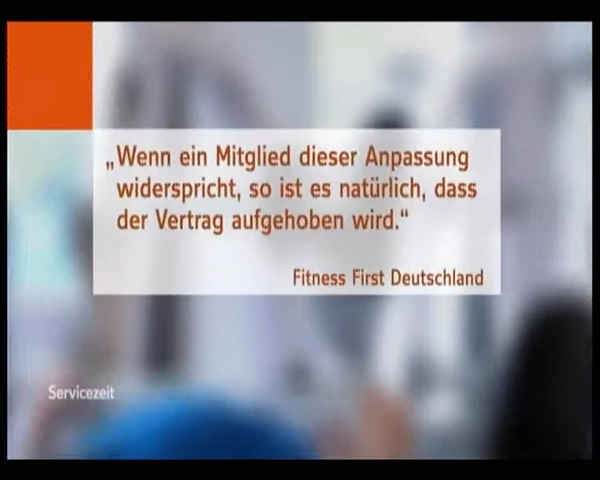 „Wenn ein Mitglied dieser Anpassung
widerspricht, so ist es natürlich, dass
der Vertrag aufgehoben wird.“
Fitness First Deutschland
Servicezeit